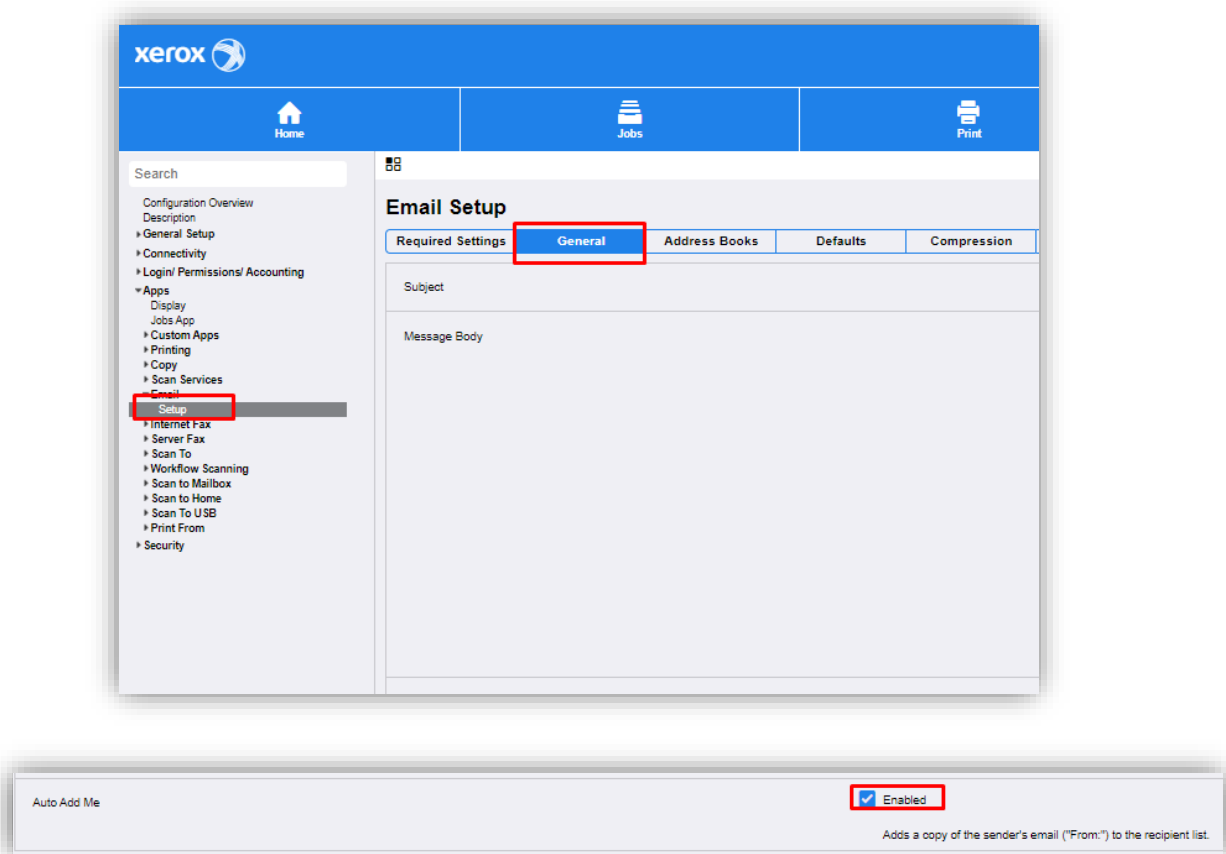 xerox
Home
Jobs
Print
Search
Configuration Overview
Description
General Setup
Connectivity
Login/ Permissions/ Accounting
Apps
Display
Jobs App
Custom Apps
Printing
Copy
Scan Services
Email
Setup
Internet Fax
Server Fax
Scan To
Workflow Scanning
Scan to Mailbox
Scan to Home
Scan To USB
Print From
Security
Email Setup
Required Settings General Address Books Defaults Compression
Subject
Message Body
Auto Add Me
Enabled
Adds a copy of the sender's email ("From:") to the recipient list.